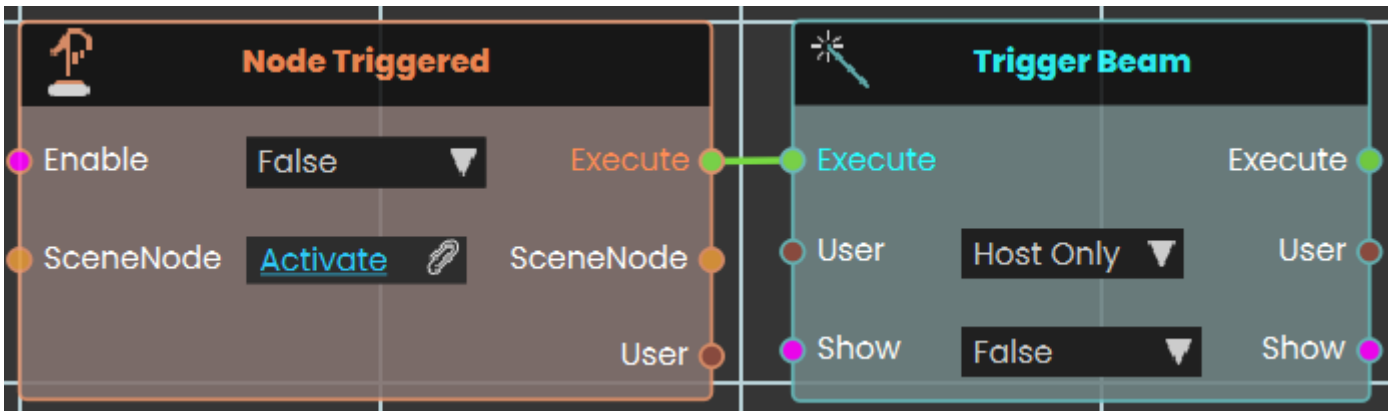 Node Triggered
Enable False Execute
SceneNode Activate SceneNode
User
Trigger Beam
Execute Execute
User Host Only User
Show False Show